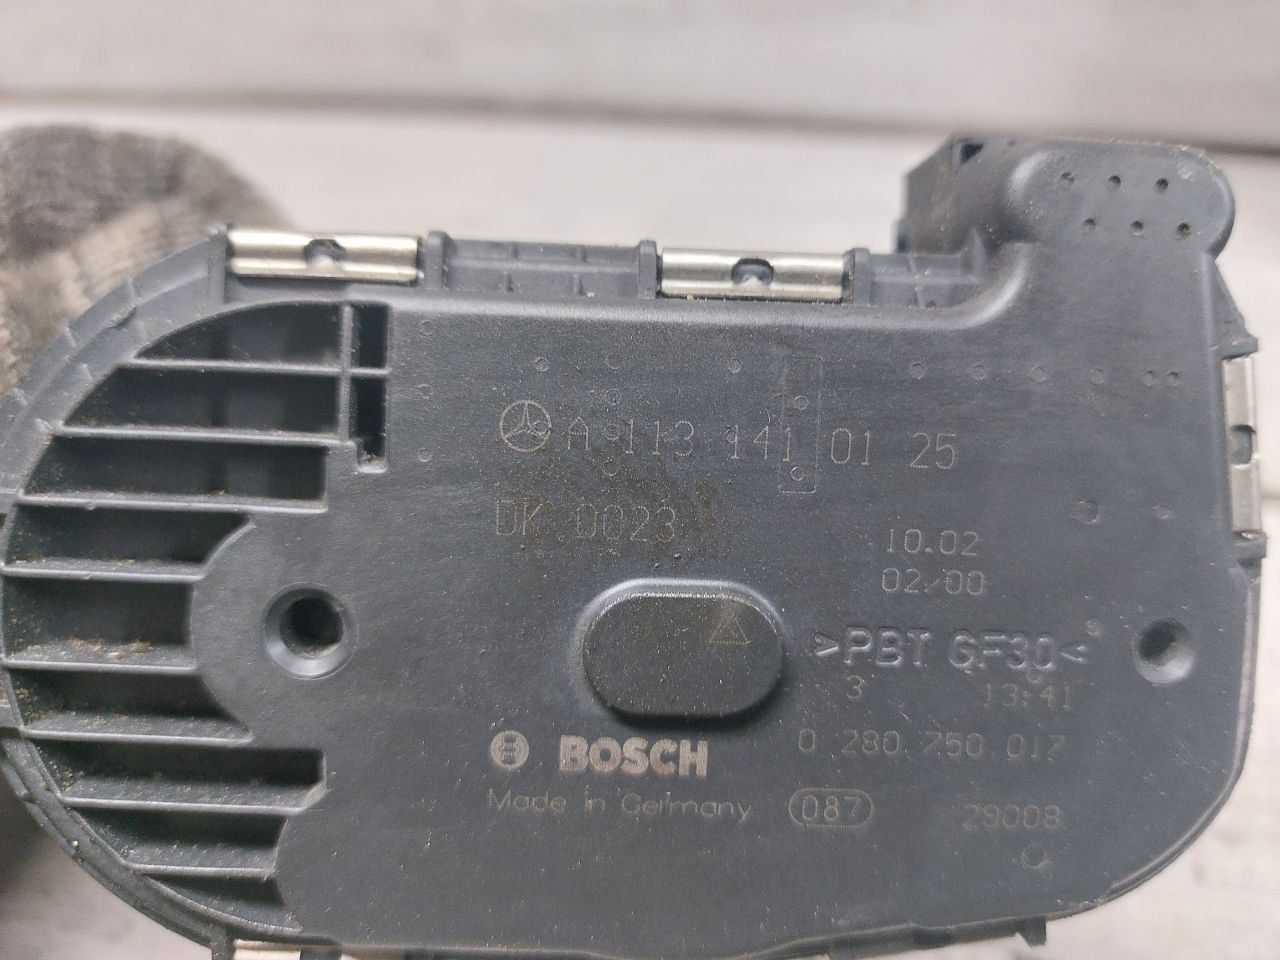 A 113 141 01 25
DK 0023
10.02
02/00
>PBT GF30<
3 13:41
BOSCH
0 280 750 017
Made in Germany
087
29008